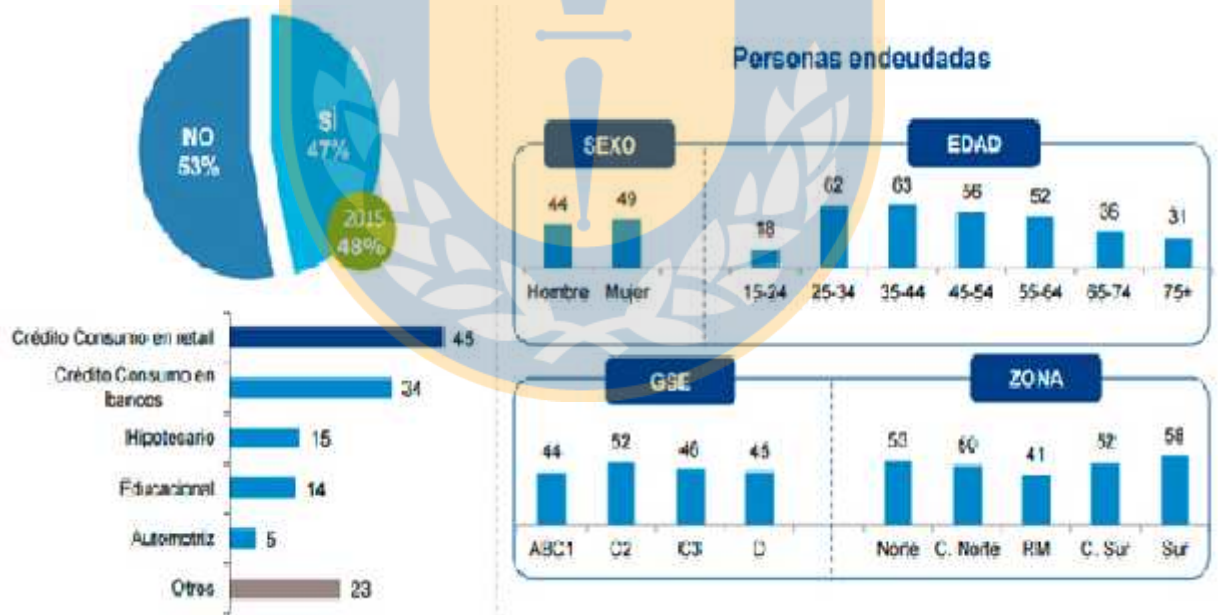 NO
53%
SÍ
47%
2015
48%
Crédito Consumo en retail 45
Crédito Consumo en
bancos
34
Hipotecario 15
Educacional 14
Automotriz 5
Otros 23
Personas endeudadas
SEXO
44 49
Hombre Mujer
EDAD
18 62 63 56 52 36 31
15-24 25-34 35-44 45-54 55-64 65-74 75+
GSE
44 52 46 45
ABC1 C2 C3 D
ZONA
53 50 41 52 58
Norte C. Norte RM C. Sur Sur